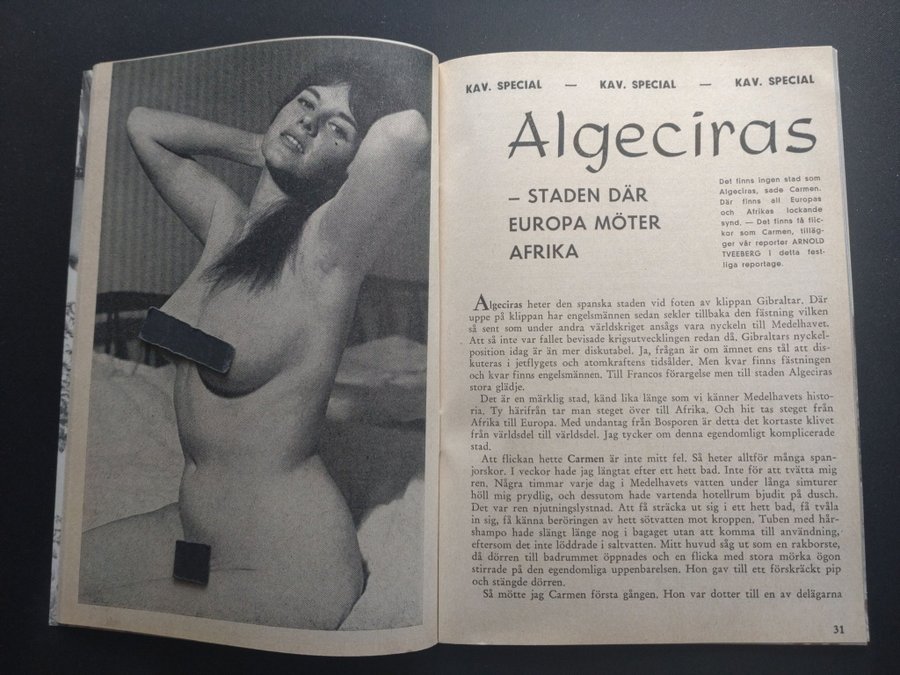 KAV. SPECIAL — KAV. SPECIAL — KAV. SPECIAL
Algeciras
— STADEN DÄR
EUROPA MÖTER
AFRIKA
Det finns ingen stad som
Algeciras, sade Carmen.
Där finns all Europas
och Afrikas lockande
synd. — Det finns få flic-
kor som Carmen, tilläg-
ger vår reporter ARNOLD
TVEEBERG i detta fest-
liga reportage.
Algeciras heter den spanska staden vid foten av klippan Gibraltar. Där
uppe på klippan har engelsmännen sedan sekler tillbaka den fästning vilken
så sent som under andra världskriget ansågs vara nyckeln till Medelhavet.
Att så inte var fallet bevisade krigsutvecklingen redan då. Gibraltars nyckel-
position idag är än mer diskutabel. Ja, frågan är om ämnet ens tål att dis-
kuteras i jetflygets och atomkraftens tidsålder. Men kvar finns fästningen
och kvar finns engelsmännen. Till Francos förargelse men till staden Algeciras
stora glädje.
Det är en märklig stad, känd lika länge som vi känner Medelhavets histo-
ria. Ty härifrån tar man steget över till Afrika. Och hit tas steget från
Afrika till Europa. Med undantag från Bosporen är detta det kortaste klivet
från världsdel till världsdel. Jag tycker om denna egendomligt komplicerade
stad.
Att flickan hette Carmen är inte mitt fel. Så heter alltför många span-
jorskor. I veckor hade jag längtat efter ett hett bad. Inte för att tvätta mig
ren. Några timmar varje dag i Medelhavets vatten under långa simturer
höll mig prydlig, och dessutom hade vartenda hotellrum bjudit på dusch.
Det var ren njutningslystnad. Att få sträcka ut sig i ett hett bad, få tvåla
in sig, få känna beröringen av hett sötvatten mot kroppen. Tuben med hår-
shampo hade slängt länge nog i bagaget utan att komma till användning,
eftersom det inte löddrade i saltvatten. Mitt huvud såg ut som en rakborste,
då dörren till badrummet öppnades och en flicka med stora mörka ögon
stirrade på den egendomliga uppenbarelsen. Hon gav till ett förskräckt pip
och stängde dörren.
Så mötte jag Carmen första gången. Hon var dotter till en av delägarna
31